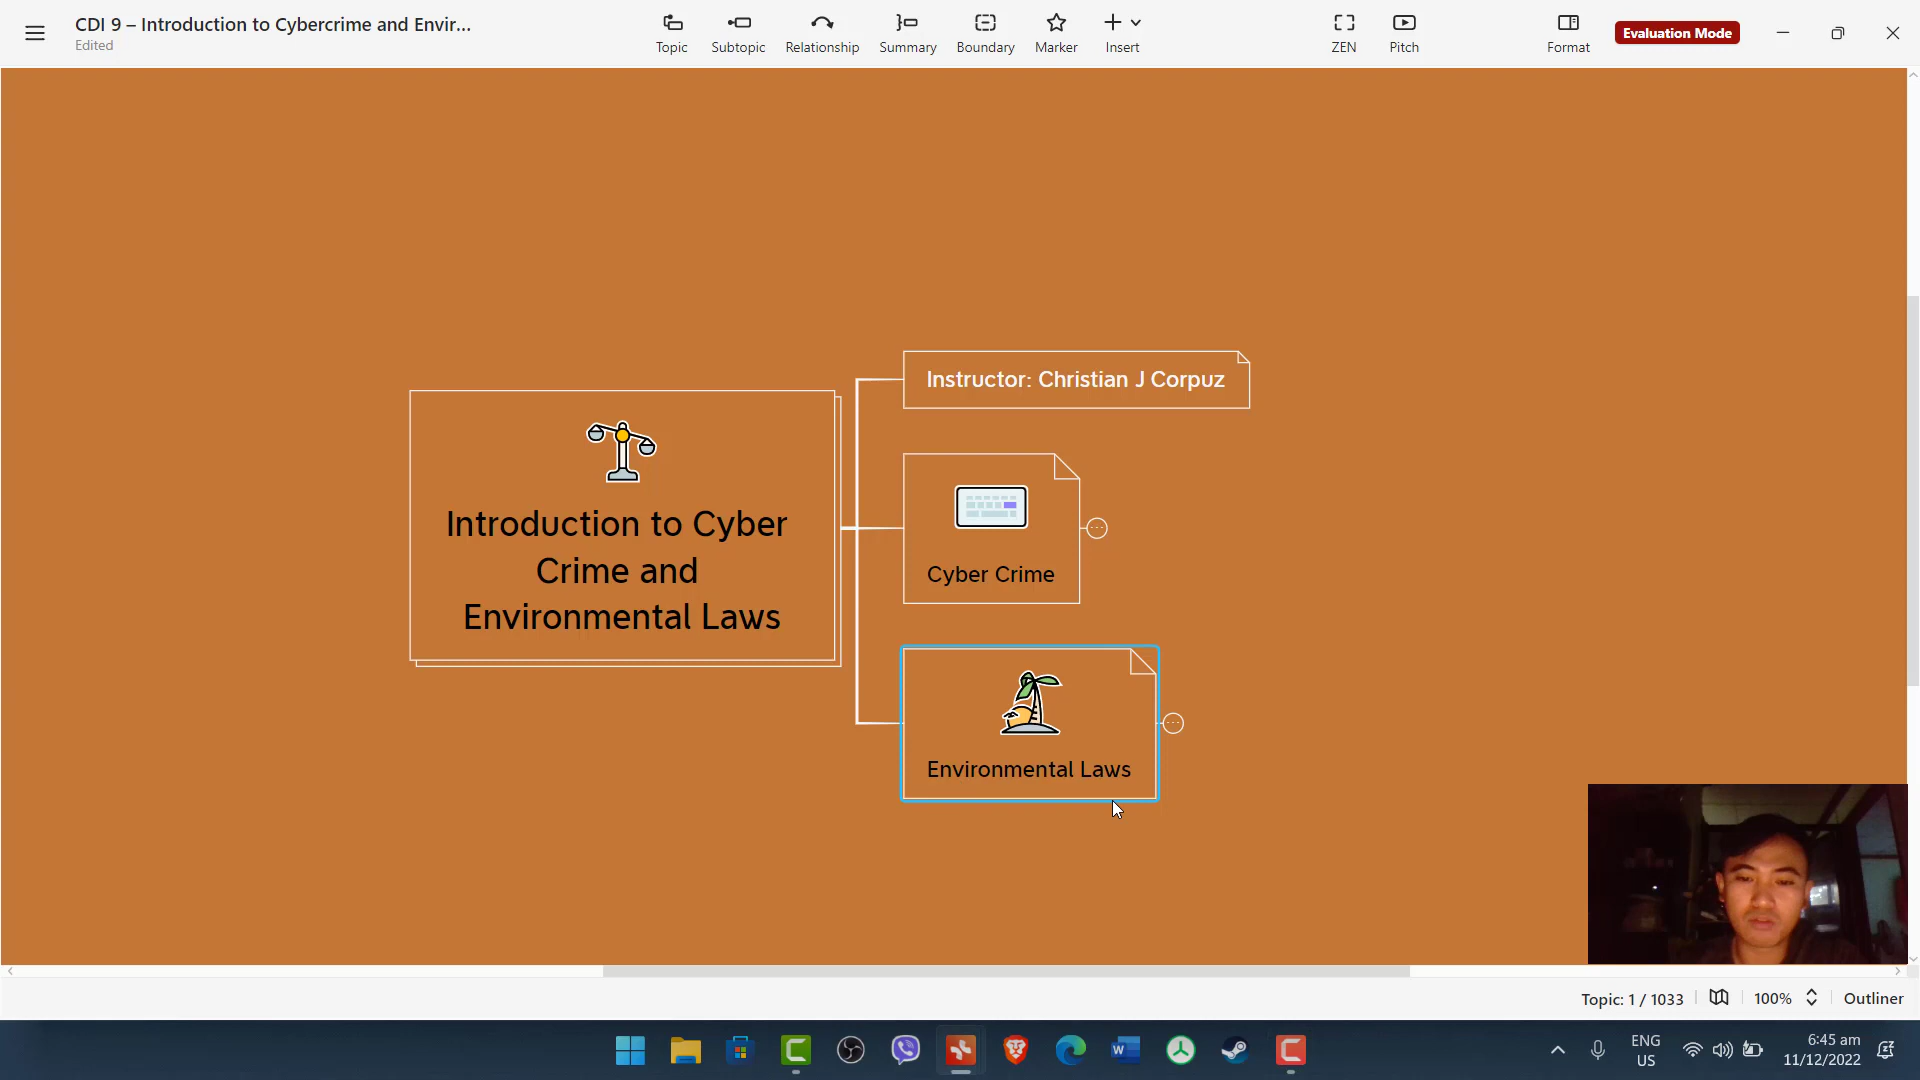 CDI 9 – Introduction to Cybercrime and Envir...
Edited
Topic
Subtopic
Relationship
Summary
Boundary
Marker
Insert
ZEN
Pitch
Format
Evaluation Mode
Instructor: Christian J Corpuz
Introduction to Cyber
Crime and
Environmental Laws
Cyber Crime
Environmental Laws
Topic: 1 / 1033
100%
Outliner
ENG
US
6:45 am
11/12/2022